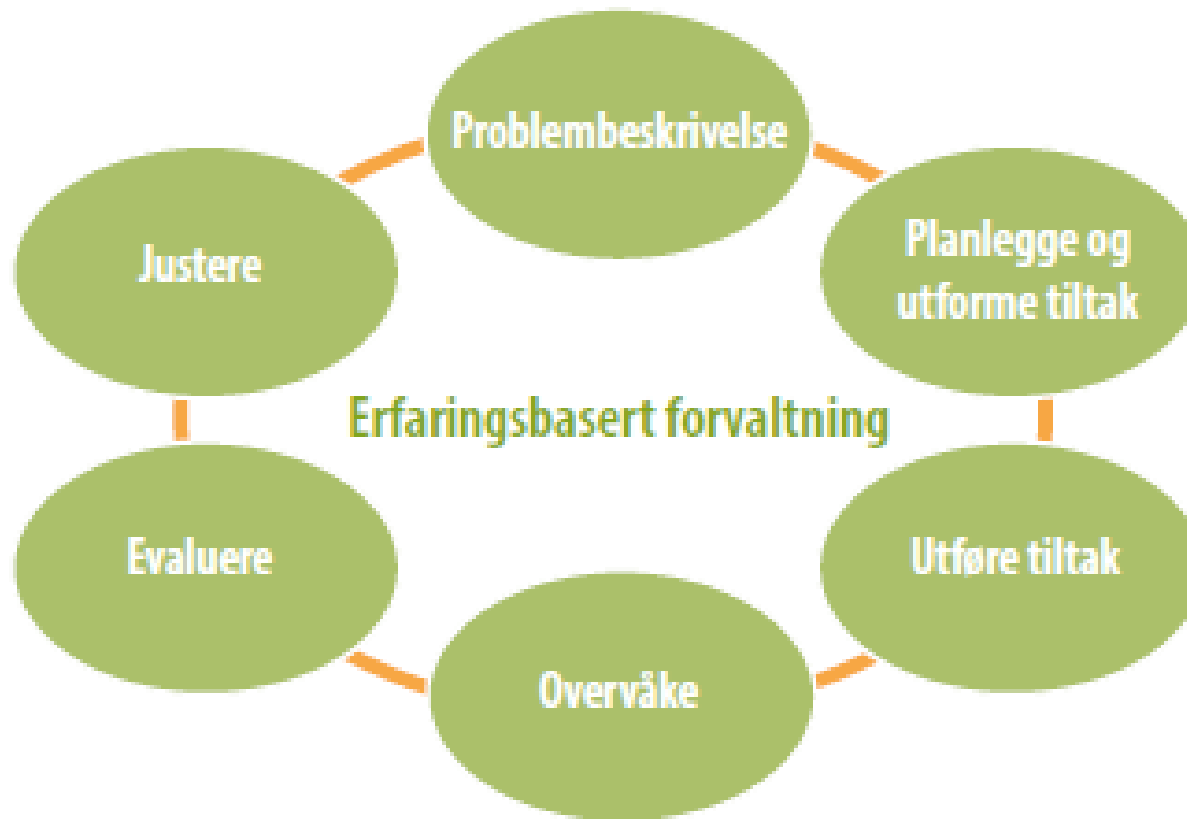 Problembeskrivelse
Planlegge og
utforme tiltak
Utføre tiltak
Overvåke
Evaluere
Justere
Erfaringsbasert forvaltning